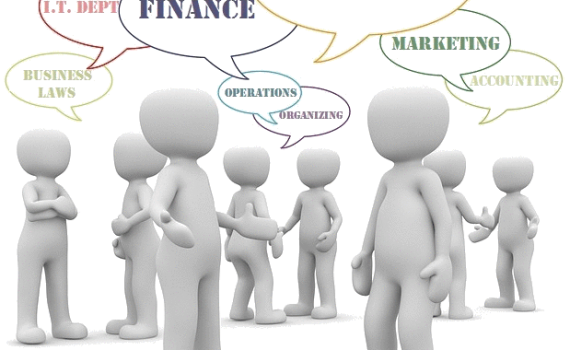 I.T. DEPT
FINANCE
MARKETING
BUSINESS
LAWS
OPERATIONS
ACCOUNTING
ORGANIZING